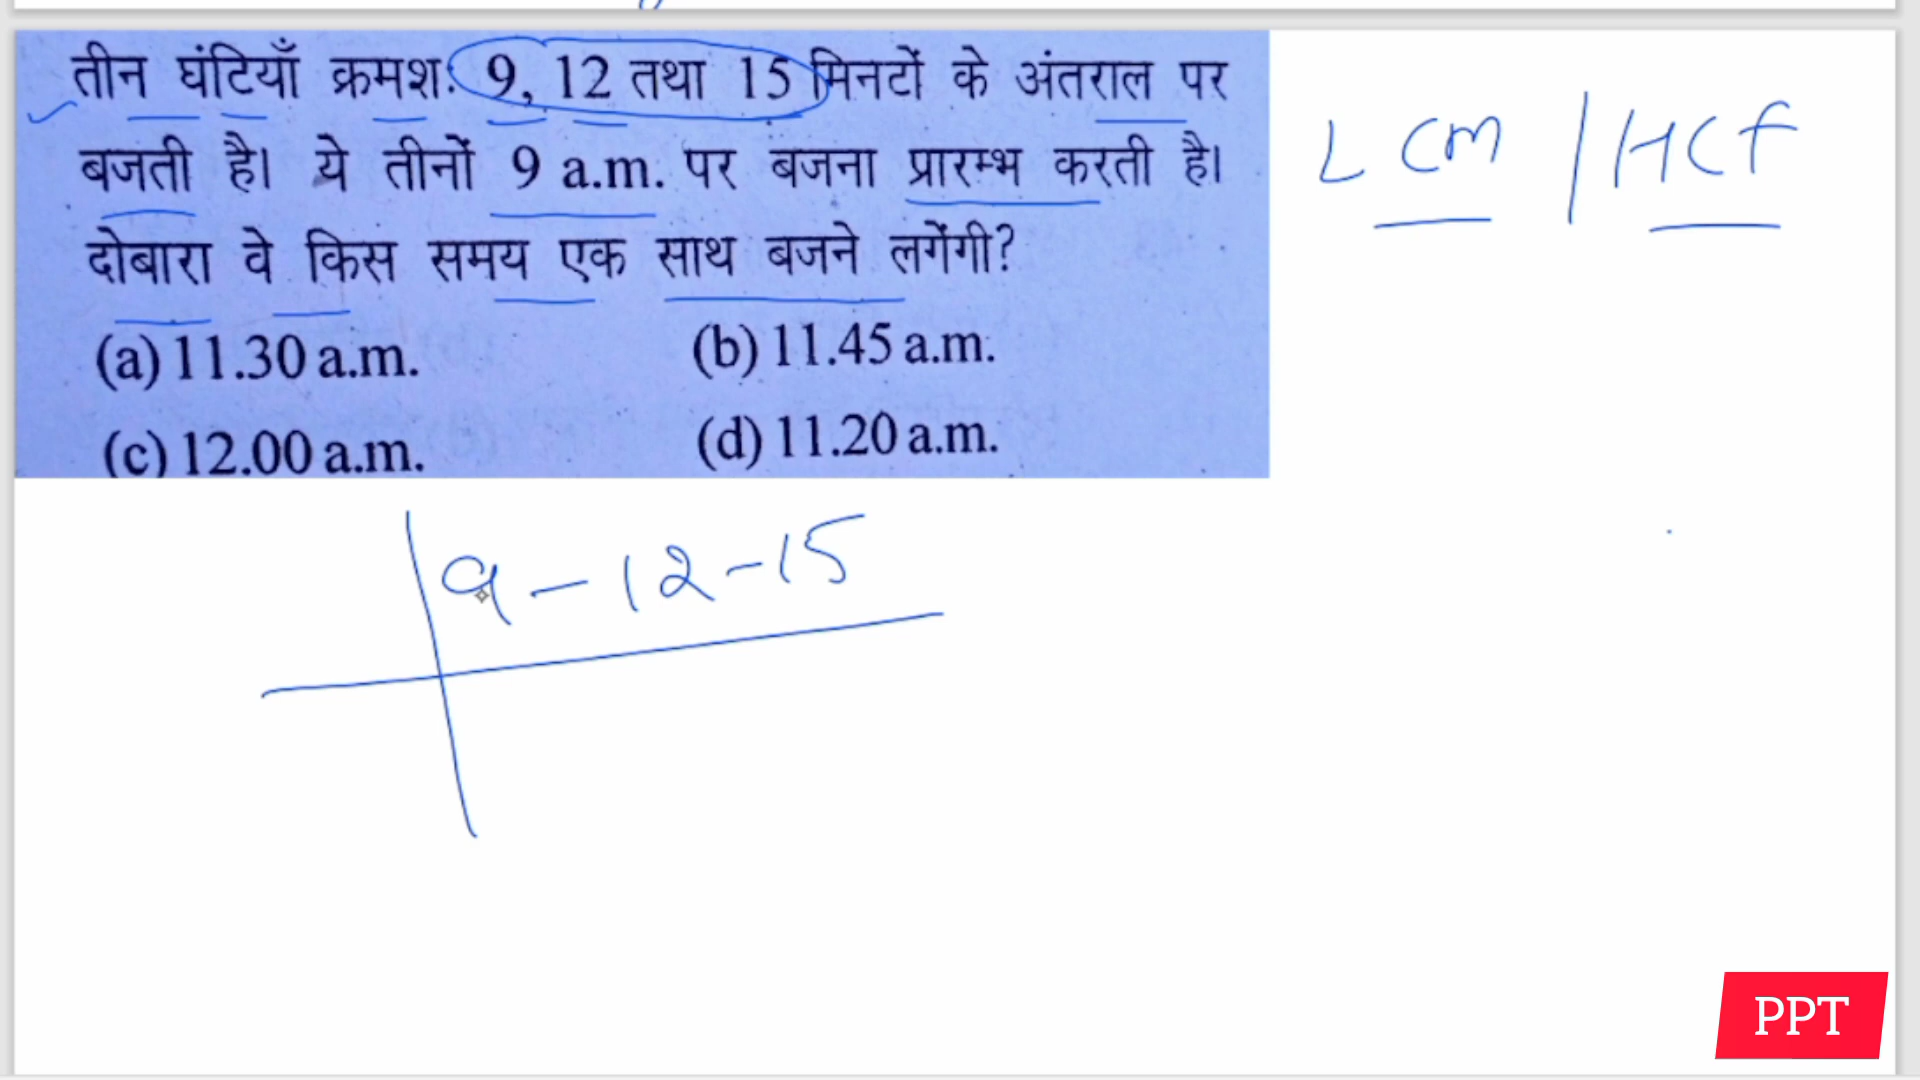 तीन घंटियाँ क्रमशः 9, 12 तथा 15 मिनटों के अंतराल पर
बजती है। ये तीनों 9 a.m. पर बजना प्रारम्भ करती है।
दोबारा वे किस समय एक साथ बजने लगेंगी?
(a) 11.30 a.m. (b) 11.45 a.m.
(c) 12.00 a.m. (d) 11.20 a.m.
LCM / HCF
9 - 12 - 15
PPT